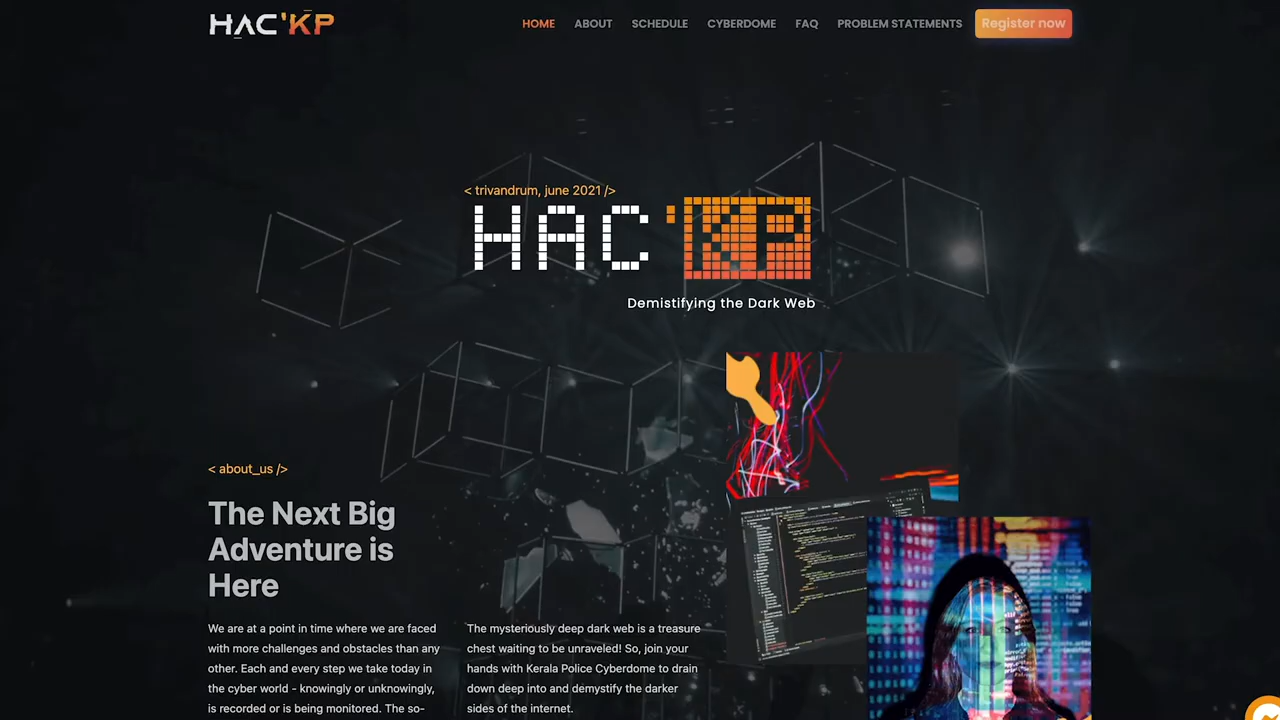 HAC'KP
HOME ABOUT SCHEDULE CYBERDOME FAQ PROBLEM STATEMENTS Register now
< trivandrum, june 2021 />
HAC'KP
Demistifying the Dark Web
< about_us />
The Next Big
Adventure is
Here
We are at a point in time were we are faced
with more challenges and threats than any
other. Each and every step we take today in
the cyber world - knowingly or unknowingly,
is recorded or is being monitored. The so-
The mysteriously deep dark web is a treasure
chest waiting to be unraveled! So, join your
hands with Kerala Police Cyberdome to drain
down deep into and demystify the darker
sides of the internet.